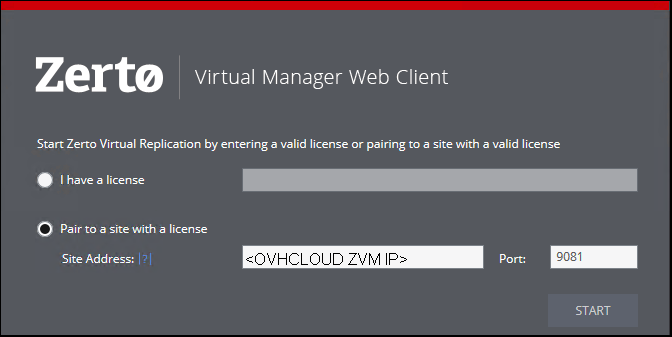 Zertø Virtual Manager Web Client
Start Zerto Virtual Replication by entering a valid license or pairing to a site with a valid license
I have a license
Pair to a site with a license
Site Address: [?] <OVHCLOUD ZVM IP> Port: 9081
START